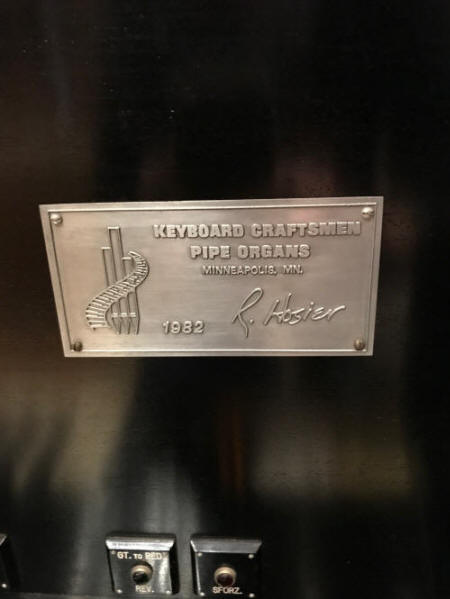 KEYBOARD CRAFTSMEN
PIPE ORGANS
MINNEAPOLIS, MN.
1982 R. Hosier
GT. TO PED
REV.
SFORZ.